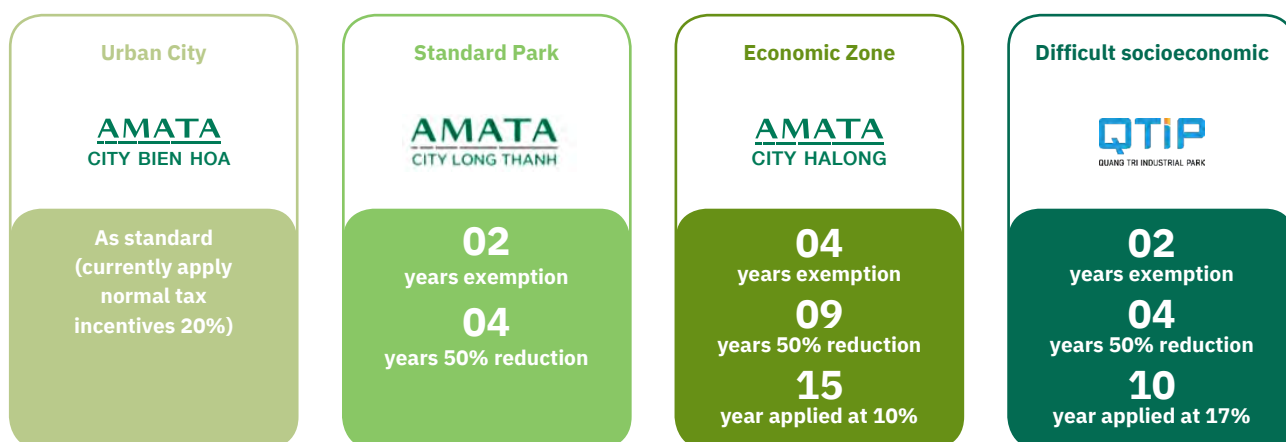 Urban City
AMATA
CITY BIEN HOA
As standard
(currently apply
normal tax
incentives 20%)
Standard Park
AMATA
CITY LONG THANH
02
years exemption
04
years 50% reduction
Economic Zone
AMATA
CITY HALONG
04
years exemption
09
years 50% reduction
15
year applied at 10%
Difficult socioeconomic
QTiP
QUANG TRI INDUSTRIAL PARK
02
years exemption
04
years 50% reduction
10
year applied at 17%